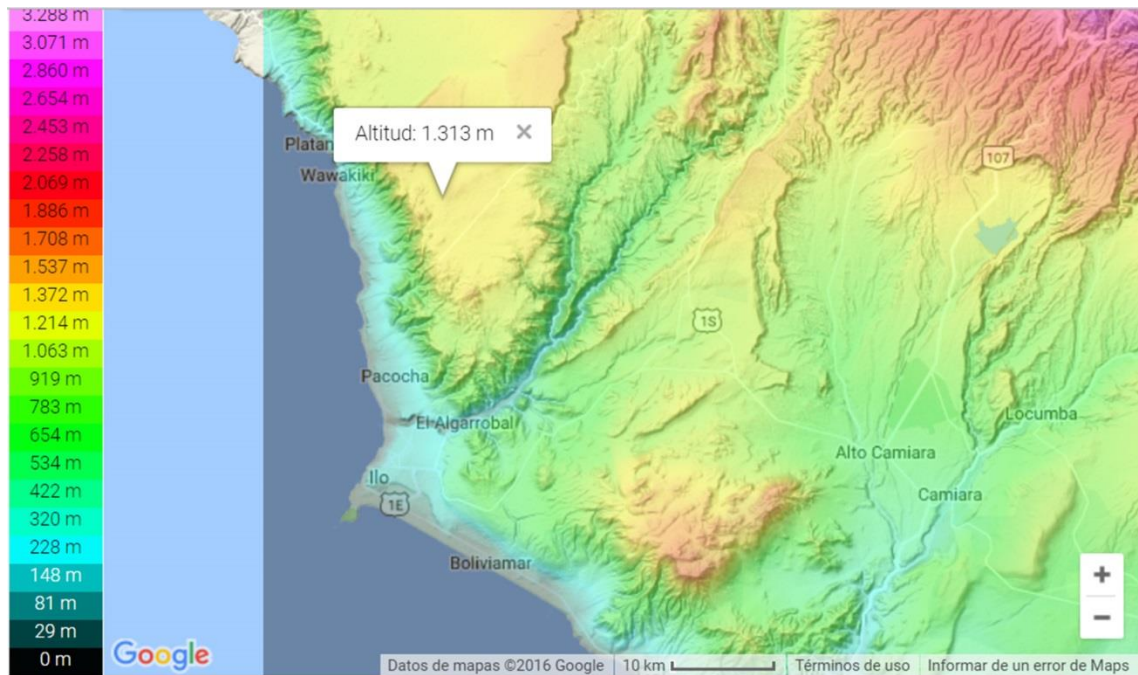 3.288 m
3.071 m
2.860 m
2.654 m
2.453 m
2.258 m
2.069 m
1.886 m
1.708 m
1.537 m
1.372 m
1.214 m
1.063 m
919 m
783 m
654 m
534 m
422 m
320 m
228 m
148 m
81 m
29 m
0 m
Altitud: 1.313 m ×
Wawakiki
107
1S
Pacocha
El Algarrobal
Locumba
Alto Camiara
Ilo
1E
Camiara
Boliviamar
+
−
Google
Datos de mapas ©2016 Google 10 km Términos de uso Informar de un error de Maps